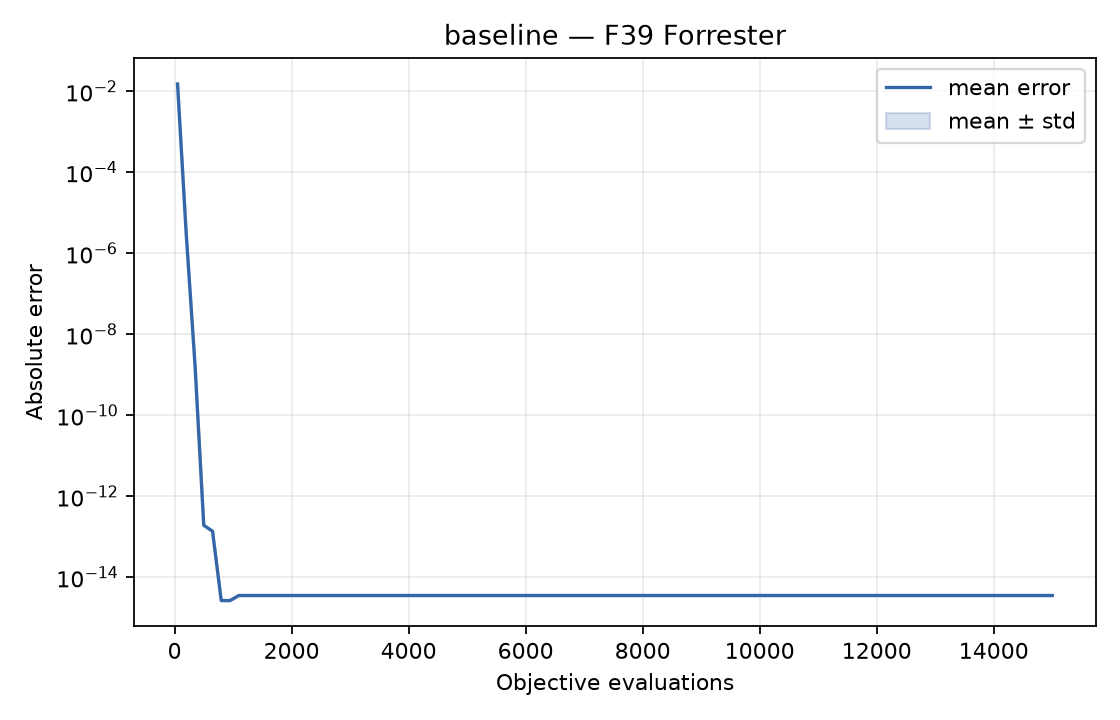 baseline — F39 Forrester
mean error
mean ± std
Absolute error
10⁻²
10⁻⁴
10⁻⁶
10⁻⁸
10⁻¹⁰
10⁻¹²
10⁻¹⁴
0 2000 4000 6000 8000 10000 12000 14000
Objective evaluations